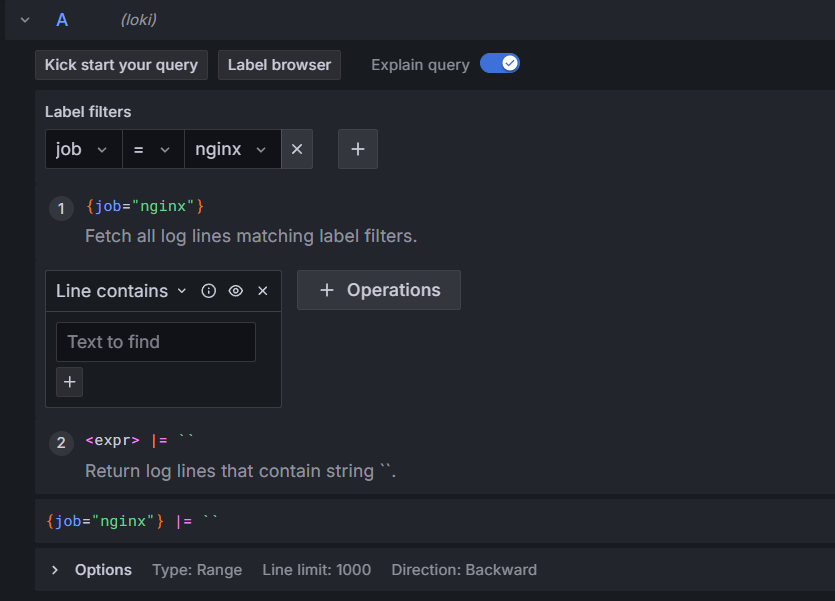 A (loki)
Kick start your query Label browser Explain query
Label filters
job = nginx
1 {job="nginx"}
Fetch all log lines matching label filters.
Line contains + Operations
Text to find
+
2 <expr> |= ``
Return log lines that contain string ``.
{job="nginx"} |= ``
Options Type: Range Line limit: 1000 Direction: Backward